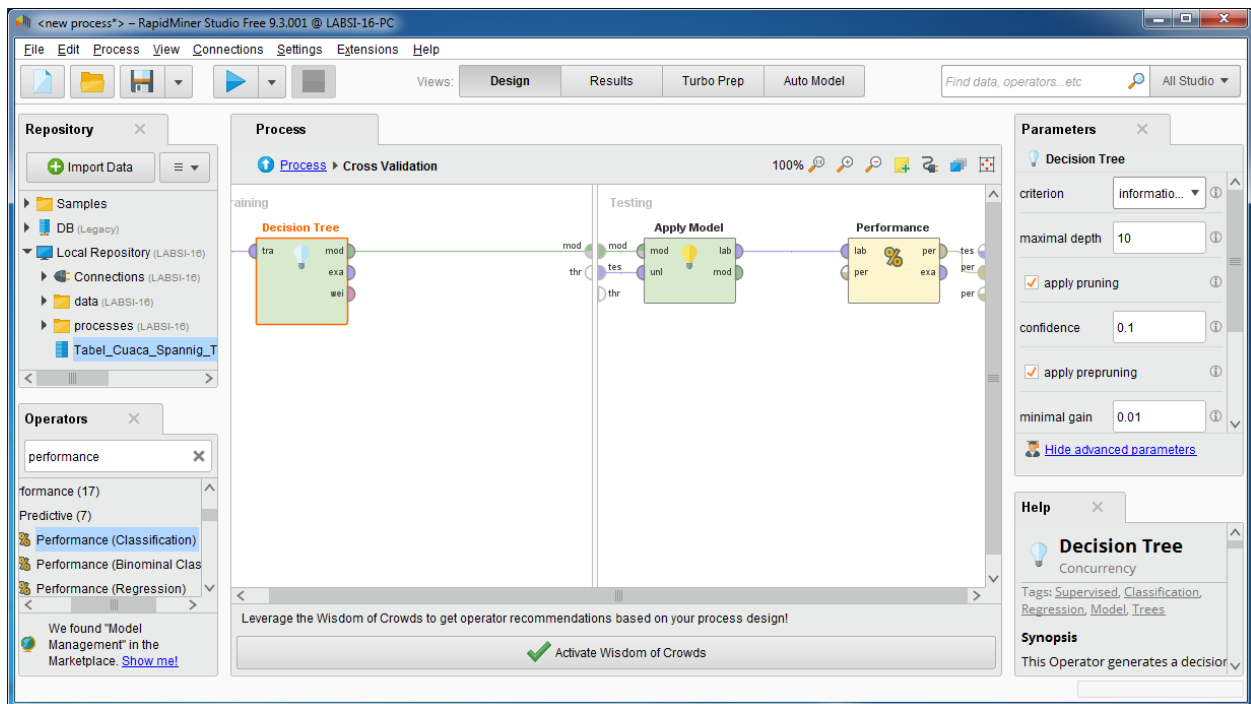 <new process*> – RapidMiner Studio Free 9.3.001 @ LABSI-16-PC
File Edit Process View Connections Settings Extensions Help
Views: Design Results Turbo Prep Auto Model
Find data, operators...etc
All Studio
Repository
Import Data
Samples
DB (Legacy)
Local Repository (LABSI-16)
Connections (LABSI-16)
data (LABSI-16)
processes (LABSI-16)
Tabel_Cuaca_Spannig_T
Operators
performance
formance (17)
Predictive (7)
Performance (Classification)
Performance (Binominal Clas
Performance (Regression)
We found "Model
Management" in the
Marketplace. Show me!
Process
Process Cross Validation
100%
aining
Decision Tree
tra mod
exa
wei
mod
thr
Testing
mod
tes
thr
Apply Model
mod lab
unl mod
Performance
lab % per
per exa
tes
per
per
Leverage the Wisdom of Crowds to get operator recommendations based on your process design!
Activate Wisdom of Crowds
Parameters
Decision Tree
criterion informatio...
maximal depth 10
apply pruning
confidence 0.1
apply prepruning
minimal gain 0.01
Hide advanced parameters
Help
Decision Tree
Concurrency
Tags: Supervised, Classification,
Regression, Model, Trees
Synopsis
This Operator generates a decision